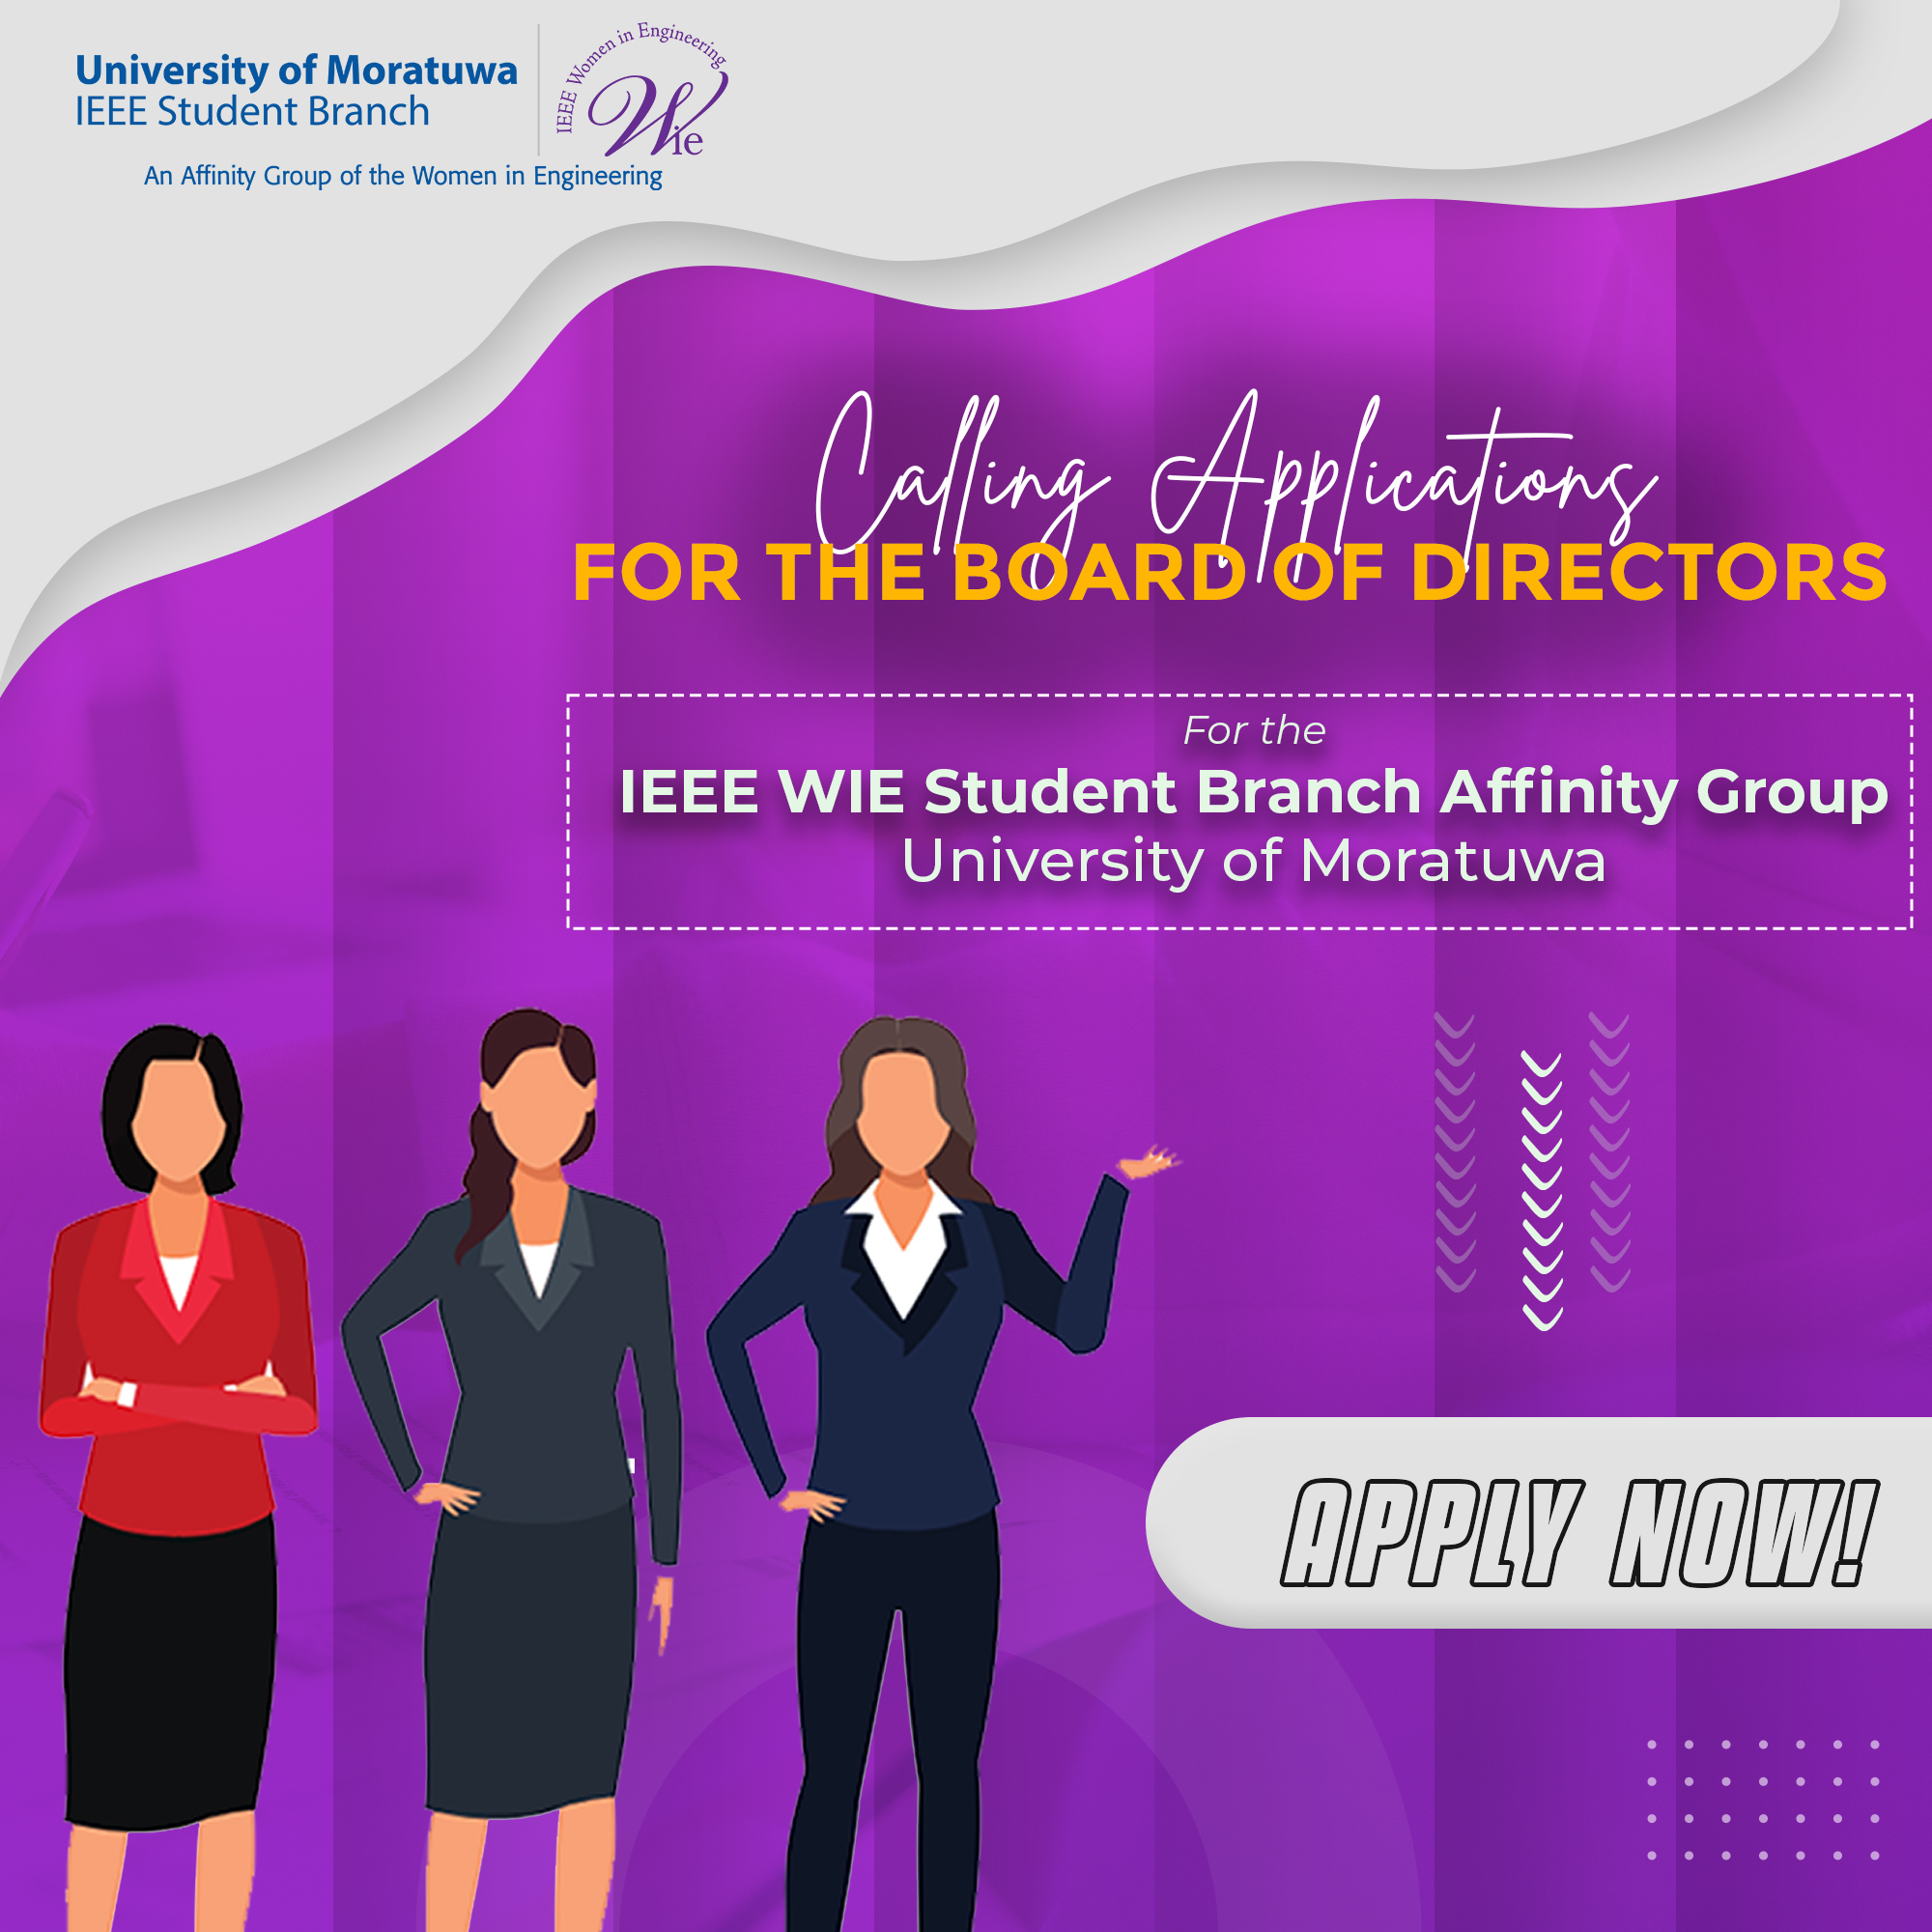 University of Moratuwa
IEEE Student Branch
IEEE Women in Engineering
Wie
An Affinity Group of the Women in Engineering
Calling Applications
FOR THE BOARD OF DIRECTORS
For the
IEEE WIE Student Branch Affinity Group
University of Moratuwa
APPLY NOW!